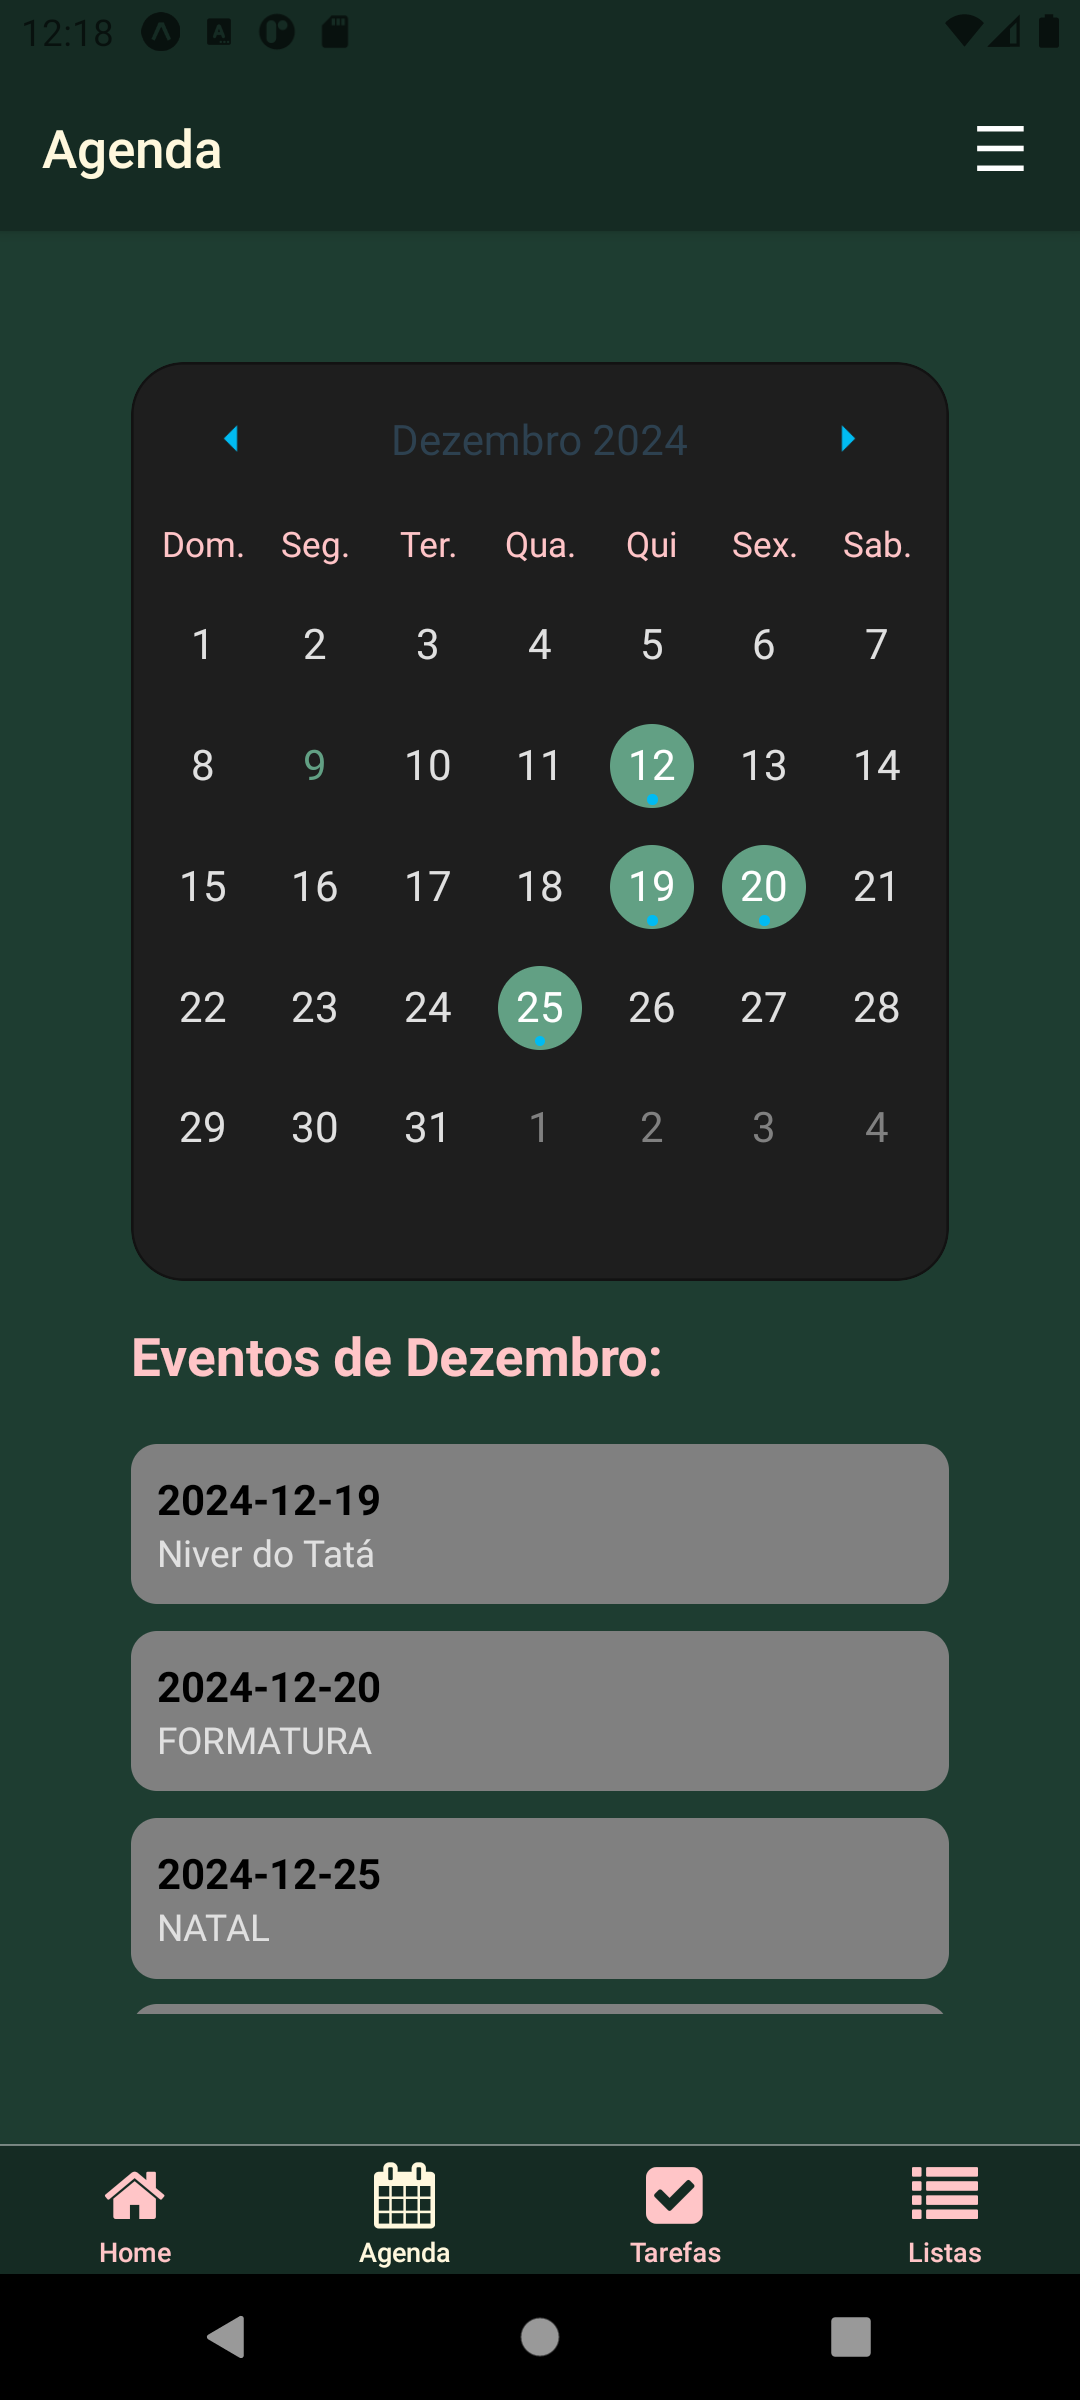 12:18
Agenda
Dezembro 2024
Dom. Seg. Ter. Qua. Qui Sex. Sab.
1 2 3 4 5 6 7
8 9 10 11 12 13 14
15 16 17 18 19 20 21
22 23 24 25 26 27 28
29 30 31 1 2 3 4
Eventos de Dezembro:
2024-12-19
Niver do Tatá
2024-12-20
FORMATURA
2024-12-25
NATAL
Home Agenda Tarefas Listas